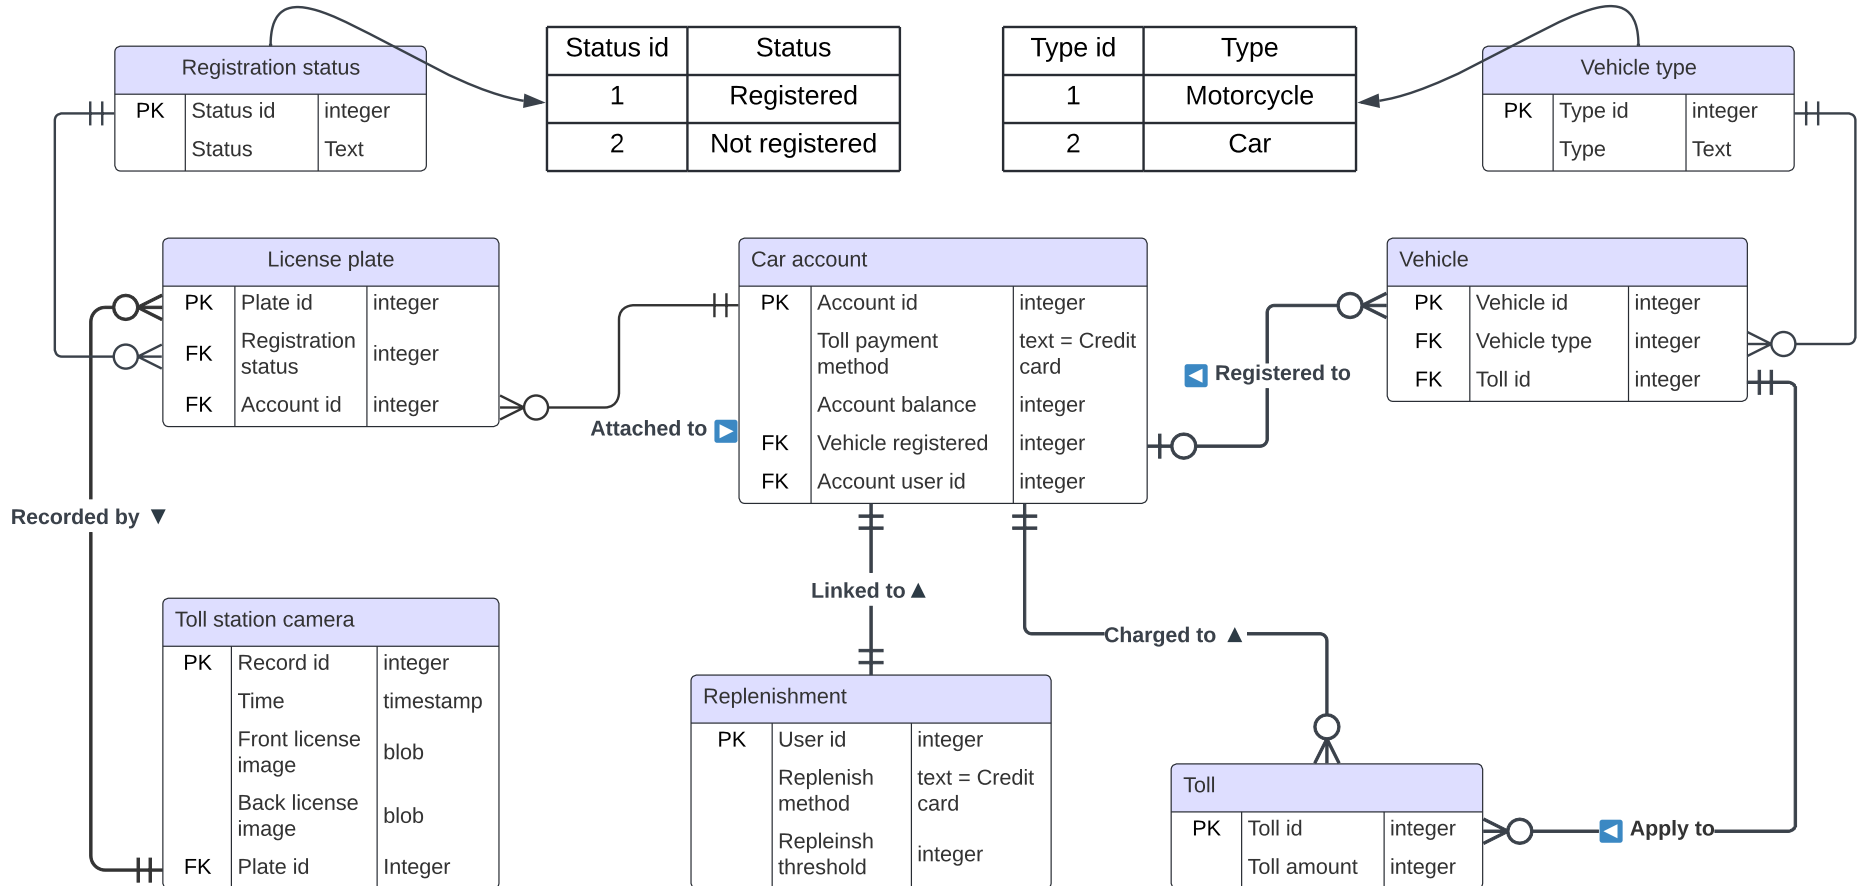 Registration status
PK Status id integer
Status Text
Status id Status
1 Registered
2 Not registered
Type id Type
1 Motorcycle
2 Car
Vehicle type
PK Type id integer
Type Text
License plate
PK Plate id integer
FK Registration
status integer
FK Account id integer
Attached to
Car account
PK Account id integer
Toll payment text = Credit
method card
Account balance integer
FK Vehicle registered integer
FK Account user id integer
Registered to
Vehicle
PK Vehicle id integer
FK Vehicle type integer
FK Toll id integer
Recorded by
Linked to
Charged to
Toll station camera
PK Record id integer
Time timestamp
Front license
image blob
Back license
image blob
FK Plate id Integer
Replenishment
PK User id integer
Replenish text = Credit
method card
Repleinsh
threshold integer
Toll
PK Toll id integer
Toll amount integer
Apply to